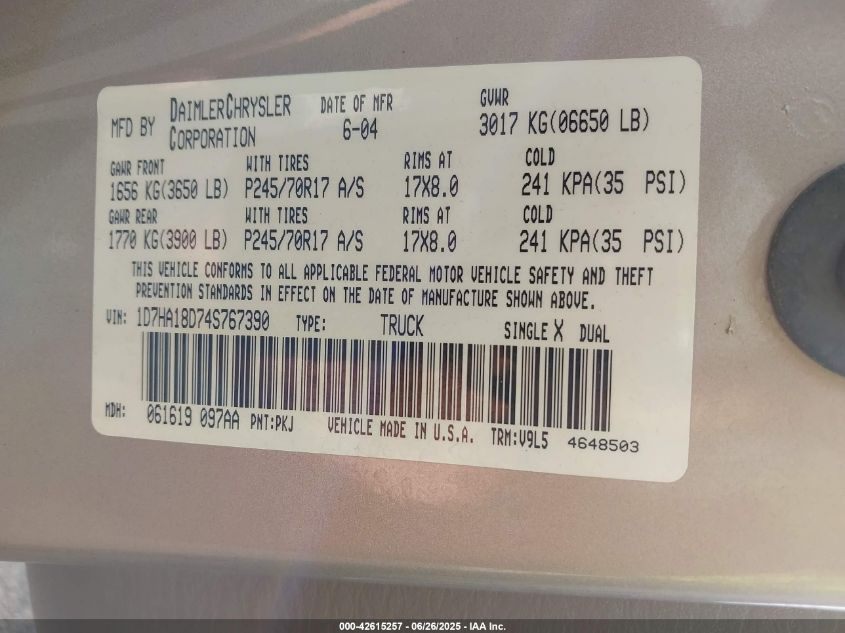 MFD BY DAIMLERCHRYSLER CORPORATION DATE OF MFR 6-04 GVWR 3017 KG(06650 LB)
GAWR FRONT WITH TIRES RIMS AT COLD
1656 KG(3650 LB) P245/70R17 A/S 17X8.0 241 KPA(35 PSI)
GAWR REAR WITH TIRES RIMS AT COLD
1770 KG(3900 LB) P245/70R17 A/S 17X8.0 241 KPA(35 PSI)
THIS VEHICLE CONFORMS TO ALL APPLICABLE FEDERAL MOTOR VEHICLE SAFETY AND THEFT
PREVENTION STANDARDS IN EFFECT ON THE DATE OF MANUFACTURE SHOWN ABOVE.
VIN: 1D7HA18D74S767390 TYPE: TRUCK SINGLE X DUAL
MDH: 061619 097AA PNT:PKJ VEHICLE MADE IN U.S.A. TRM:V9L5 4648503
000-42615257 - 06/26/2025 - IAA Inc.